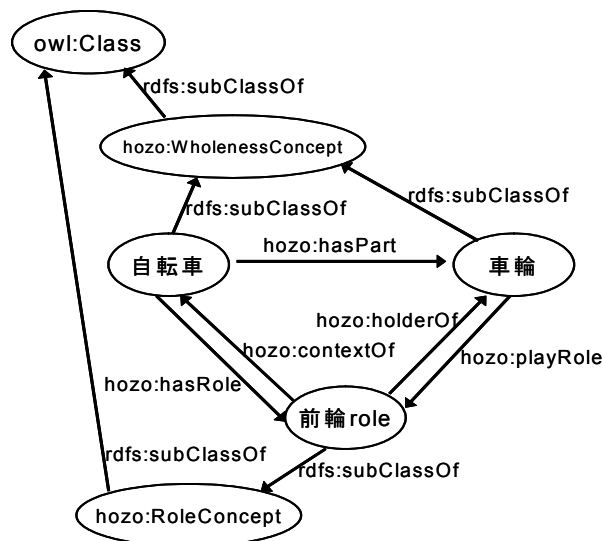 owl:Class
rdfs:subClassOf
hozo:WholenessConcept
rdfs:subClassOf
rdfs:subClassOf
hozo:hasPart
自転車
車輪
hozo:holderOf
hozo:contextOf
hozo:playRole
hozo:hasRole
前輪role
rdfs:subClassOf
rdfs:subClassOf
hozo:RoleConcept